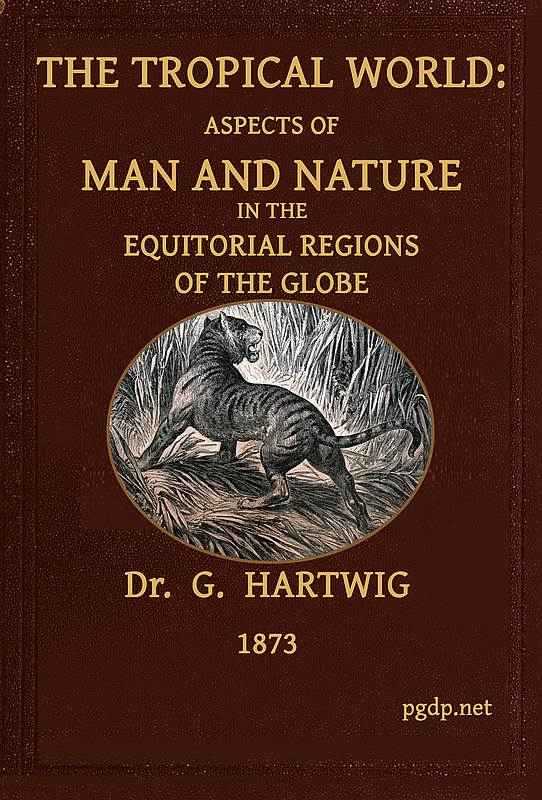 THE TROPICAL WORLD:
ASPECTS OF
MAN AND NATURE
IN THE
EQUITORIAL REGIONS
OF THE GLOBE
Dr. G. HARTWIG
1873
pgdp.net